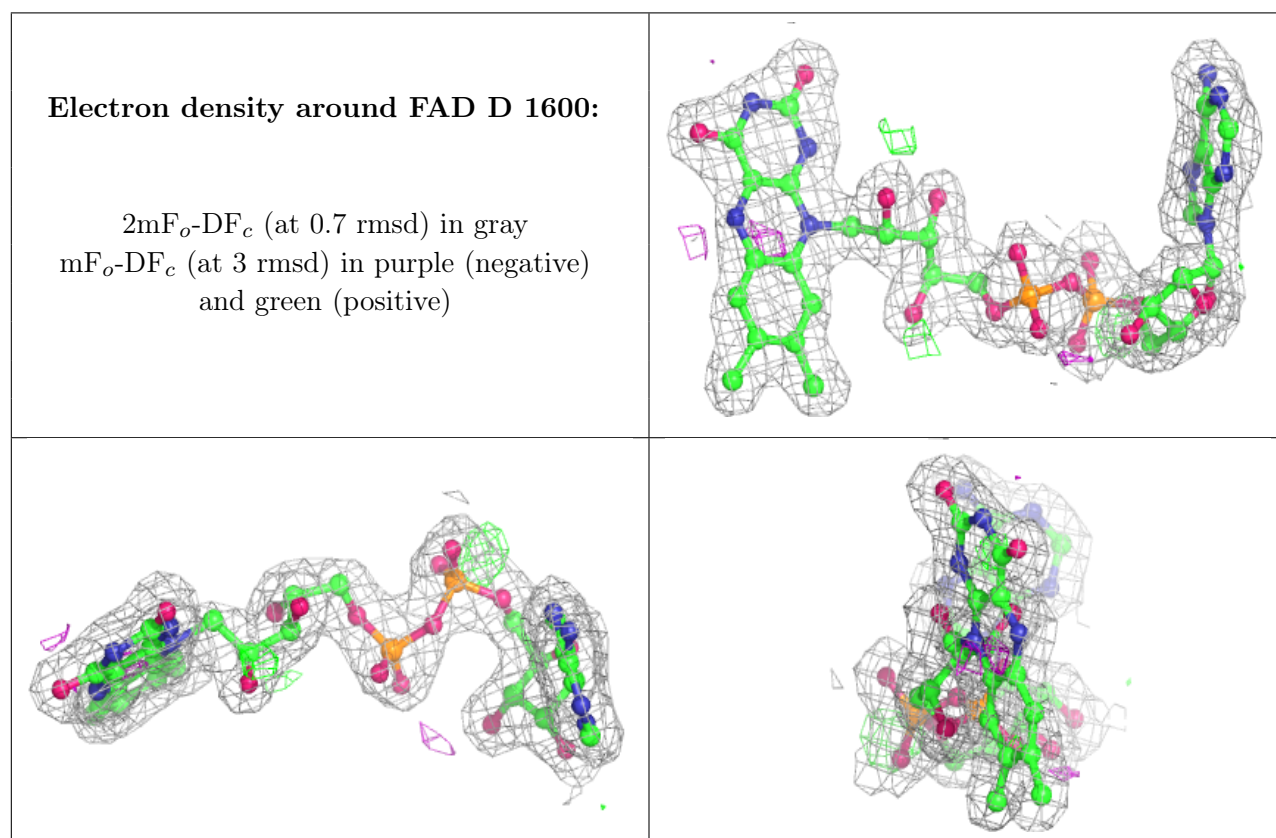 Electron density around FAD D 1600:
2mFo-DFc (at 0.7 rmsd) in gray
mFo-DFc (at 3 rmsd) in purple (negative)
and green (positive)